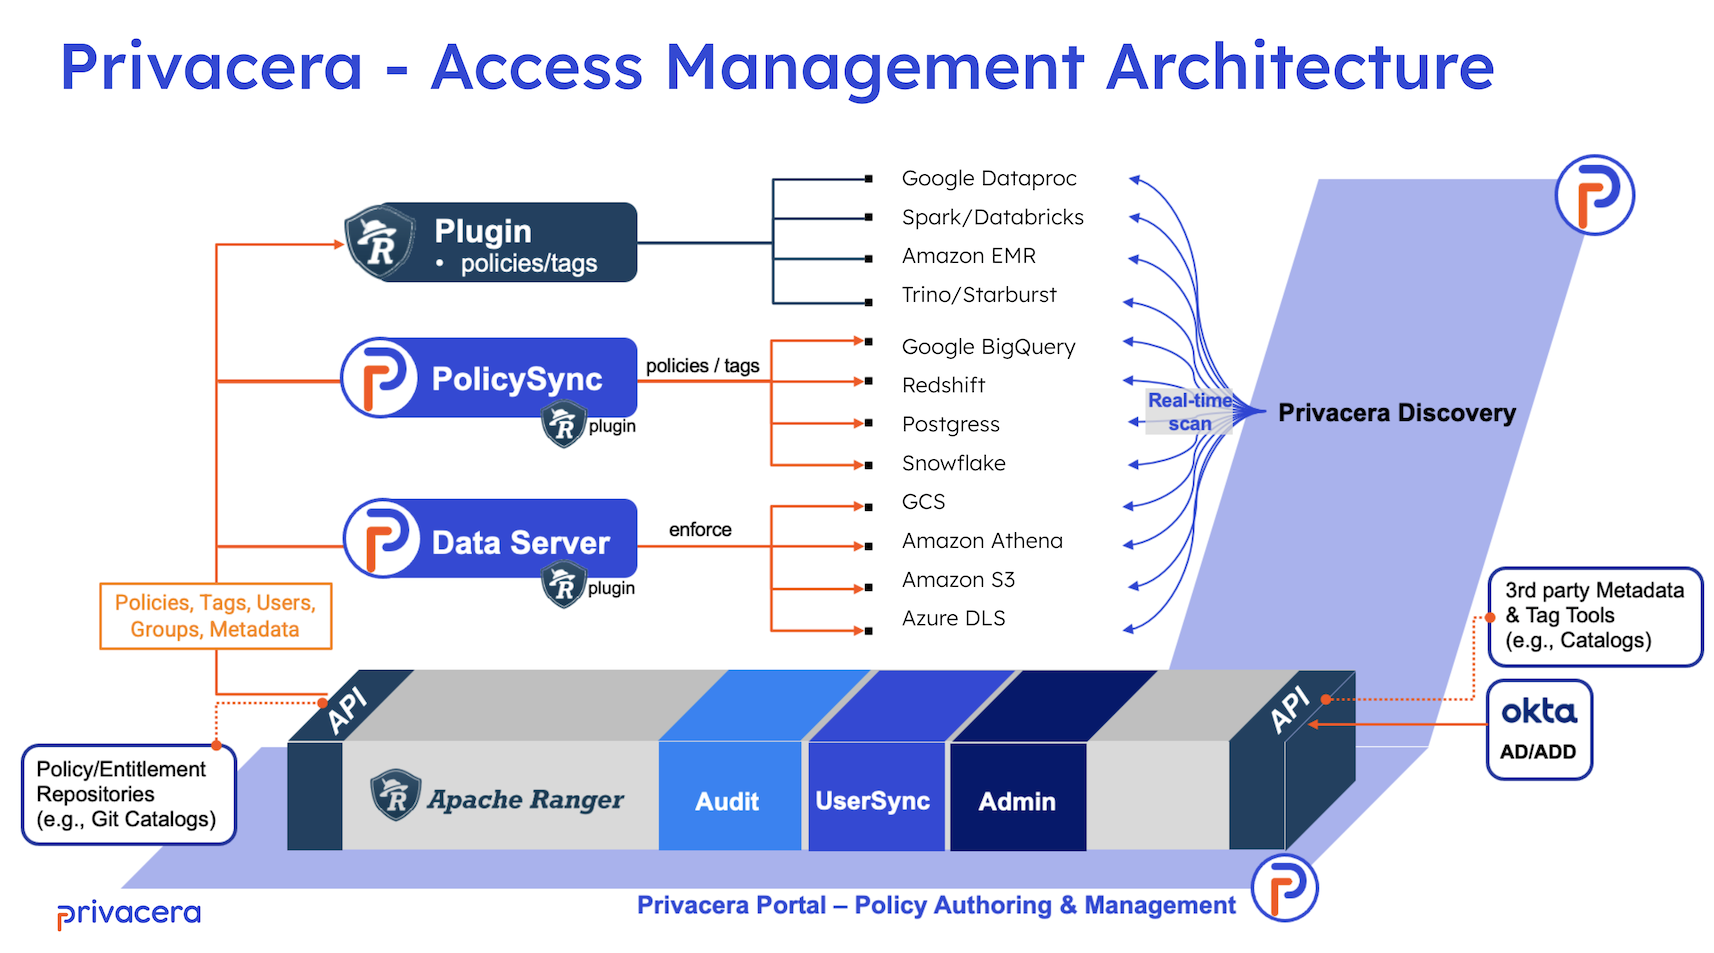 Privacera - Access Management Architecture
Plugin
• policies/tags
PolicySync
plugin
policies / tags
Data Server
plugin
enforce
Google Dataproc
Spark/Databricks
Amazon EMR
Trino/Starburst
Google BigQuery
Redshift
Postgress
Snowflake
GCS
Amazon Athena
Amazon S3
Azure DLS
Real-time
scan
Privacera Discovery
Policies, Tags, Users,
Groups, Metadata
3rd party Metadata
& Tag Tools
(e.g., Catalogs)
okta
AD/ADD
API
API
Policy/Entitlement
Repositories
(e.g., Git Catalogs)
R
R
R
R
Apache Ranger
Audit
UserSync
Admin
Privacera Portal – Policy Authoring & Management
privacera